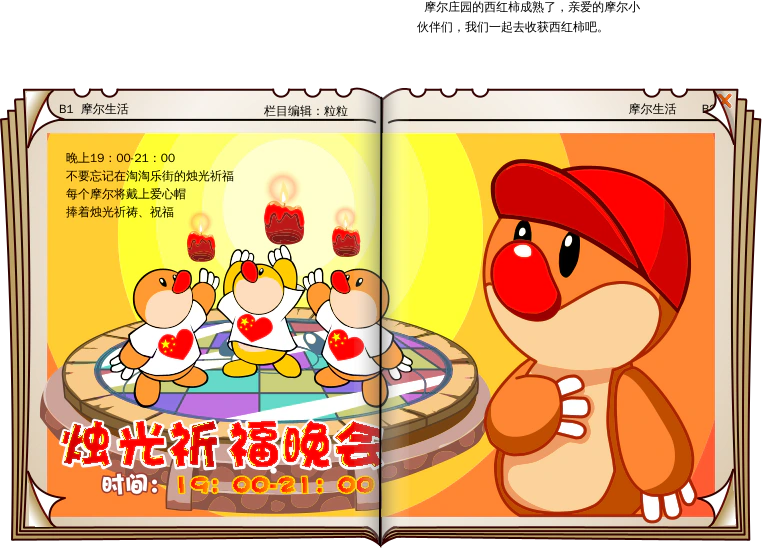 摩尔庄园的西红柿成熟了，亲爱的摩尔小
伙伴们，我们一起去收获西红柿吧。
B1 摩尔生活
栏目编辑：粒粒
摩尔生活
晚上19：00-21：00
不要忘记在淘淘乐街的烛光祈福
每个摩尔将戴上爱心帽
捧着烛光祈祷、祝福
烛光祈福晚会
时间：19：00-21：00